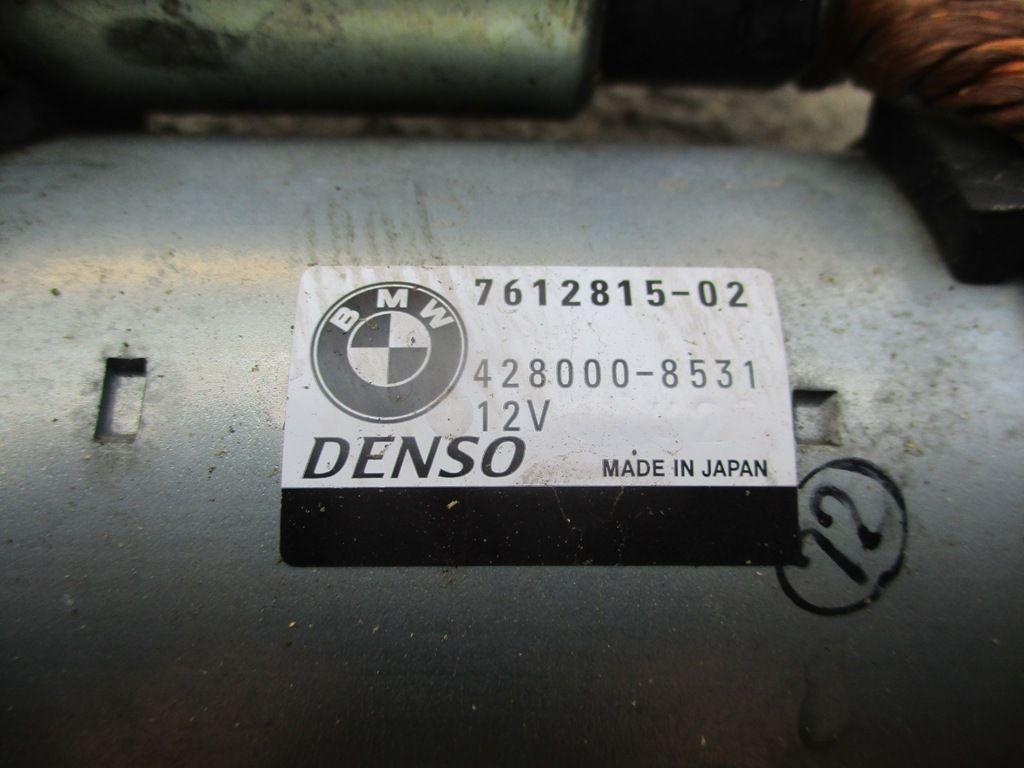 BMW
7612815-02
428000-8531
12V
DENSO
MADE IN JAPAN
12